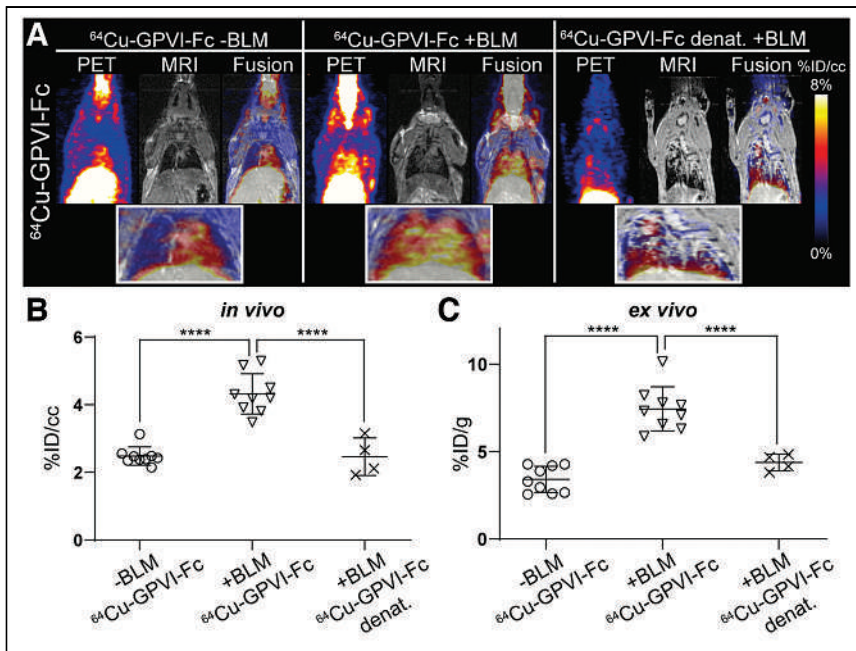 A
⁶⁴Cu-GPVI-Fc -BLM
⁶⁴Cu-GPVI-Fc +BLM
⁶⁴Cu-GPVI-Fc denat. +BLM
PET MRI Fusion
PET MRI Fusion
PET MRI Fusion
%ID/cc
8%
0%
⁶⁴Cu-GPVI-Fc
B
in vivo
****
****
%ID/cc
6
4
2
0
-BLM
⁶⁴Cu-GPVI-Fc
+BLM
⁶⁴Cu-GPVI-Fc
+BLM
⁶⁴Cu-GPVI-Fc
denat.
C
ex vivo
****
****
%ID/g
10
5
0
-BLM
⁶⁴Cu-GPVI-Fc
+BLM
⁶⁴Cu-GPVI-Fc
+BLM
⁶⁴Cu-GPVI-Fc
denat.